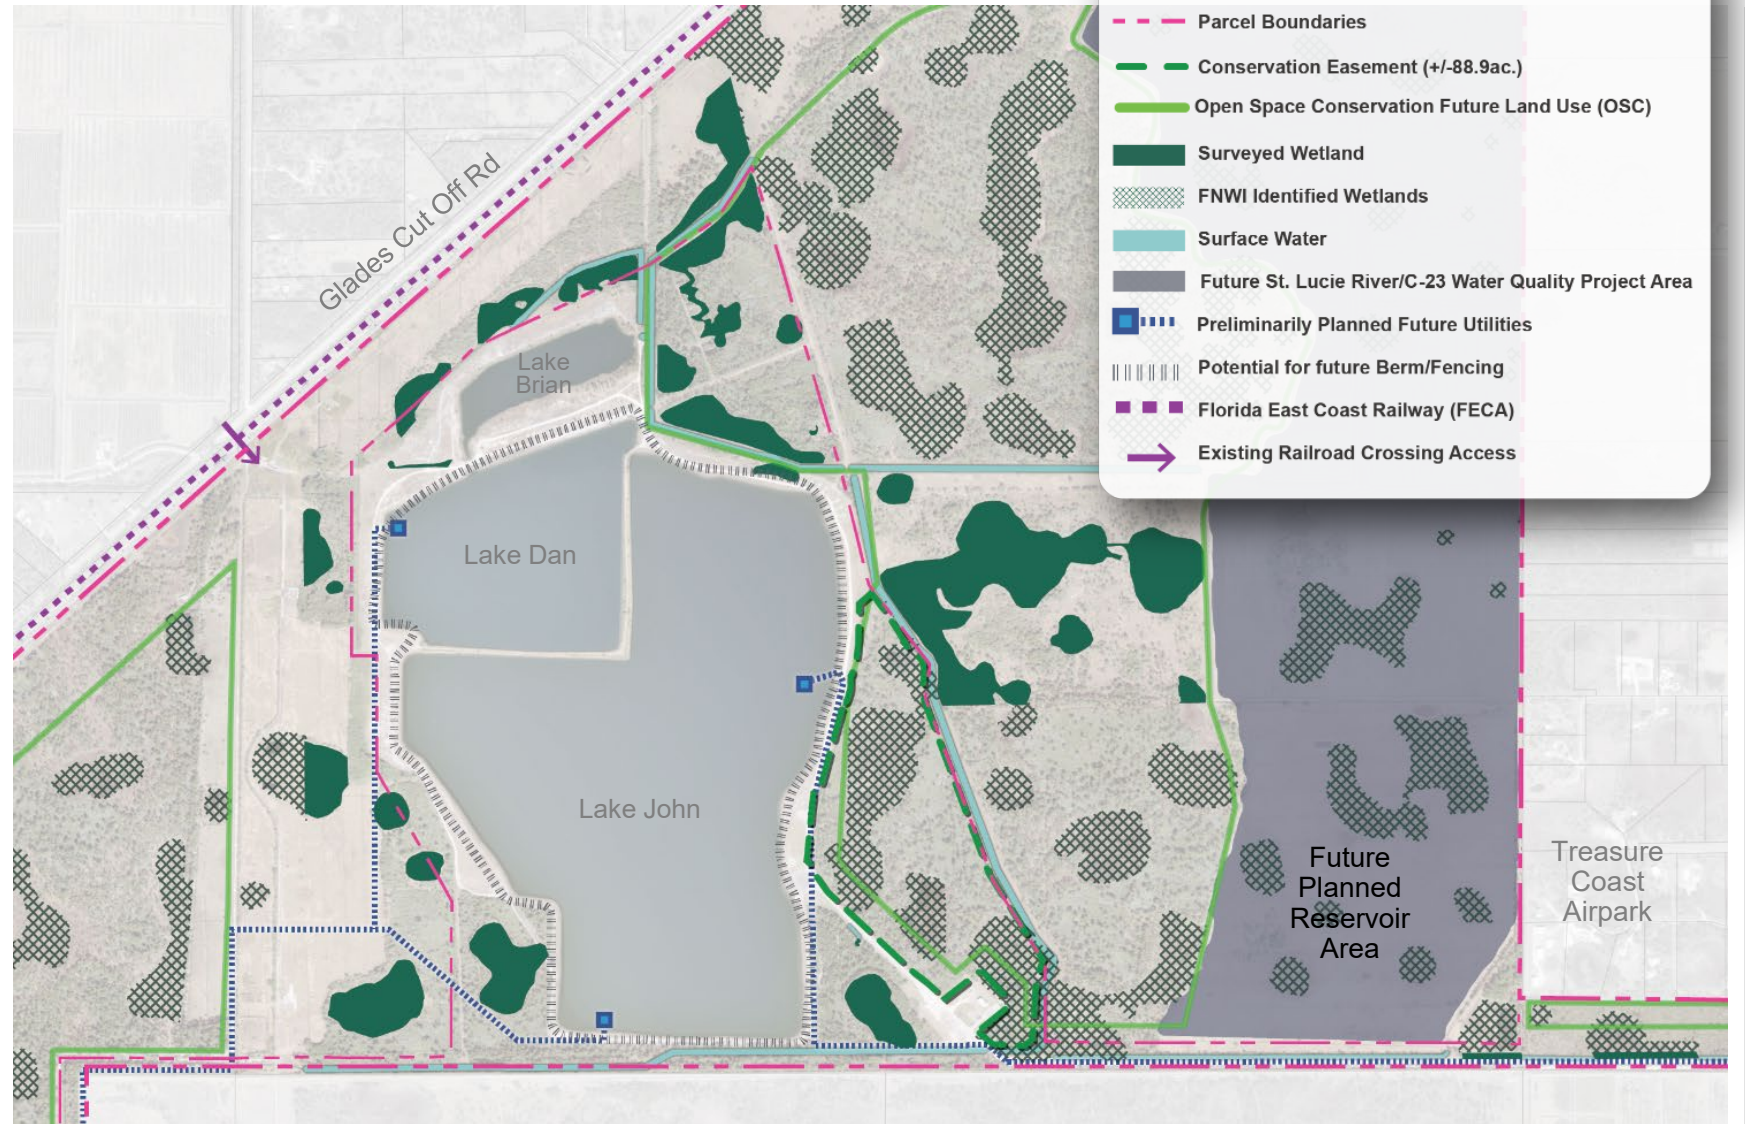 Parcel Boundaries
Conservation Easement (+/-88.9ac.)
Open Space Conservation Future Land Use (OSC)
Surveyed Wetland
FNWI Identified Wetlands
Surface Water
Future St. Lucie River/C-23 Water Quality Project Area
Preliminarily Planned Future Utilities
Potential for future Berm/Fencing
Florida East Coast Railway (FECA)
Existing Railroad Crossing Access
Glades Cut Off Rd
Lake
Brian
Lake Dan
Lake John
Future
Planned
Reservoir
Area
Treasure
Coast
Airpark